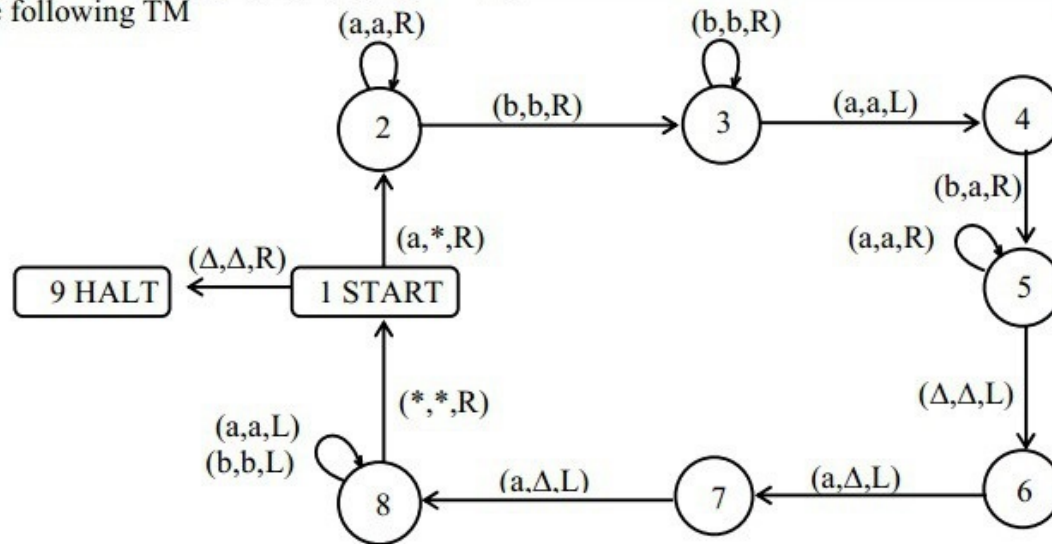 e following TM
(a,a,R)
(b,b,R)
2
(b,b,R)
3
(a,a,L)
4
(b,a,R)
(a,a,R)
(a,*,R)
(Δ,Δ,R)
9 HALT
1 START
5
(*,*,R)
(Δ,Δ,L)
(a,a,L)
(b,b,L)
8
(a,Δ,L)
7
(a,Δ,L)
6